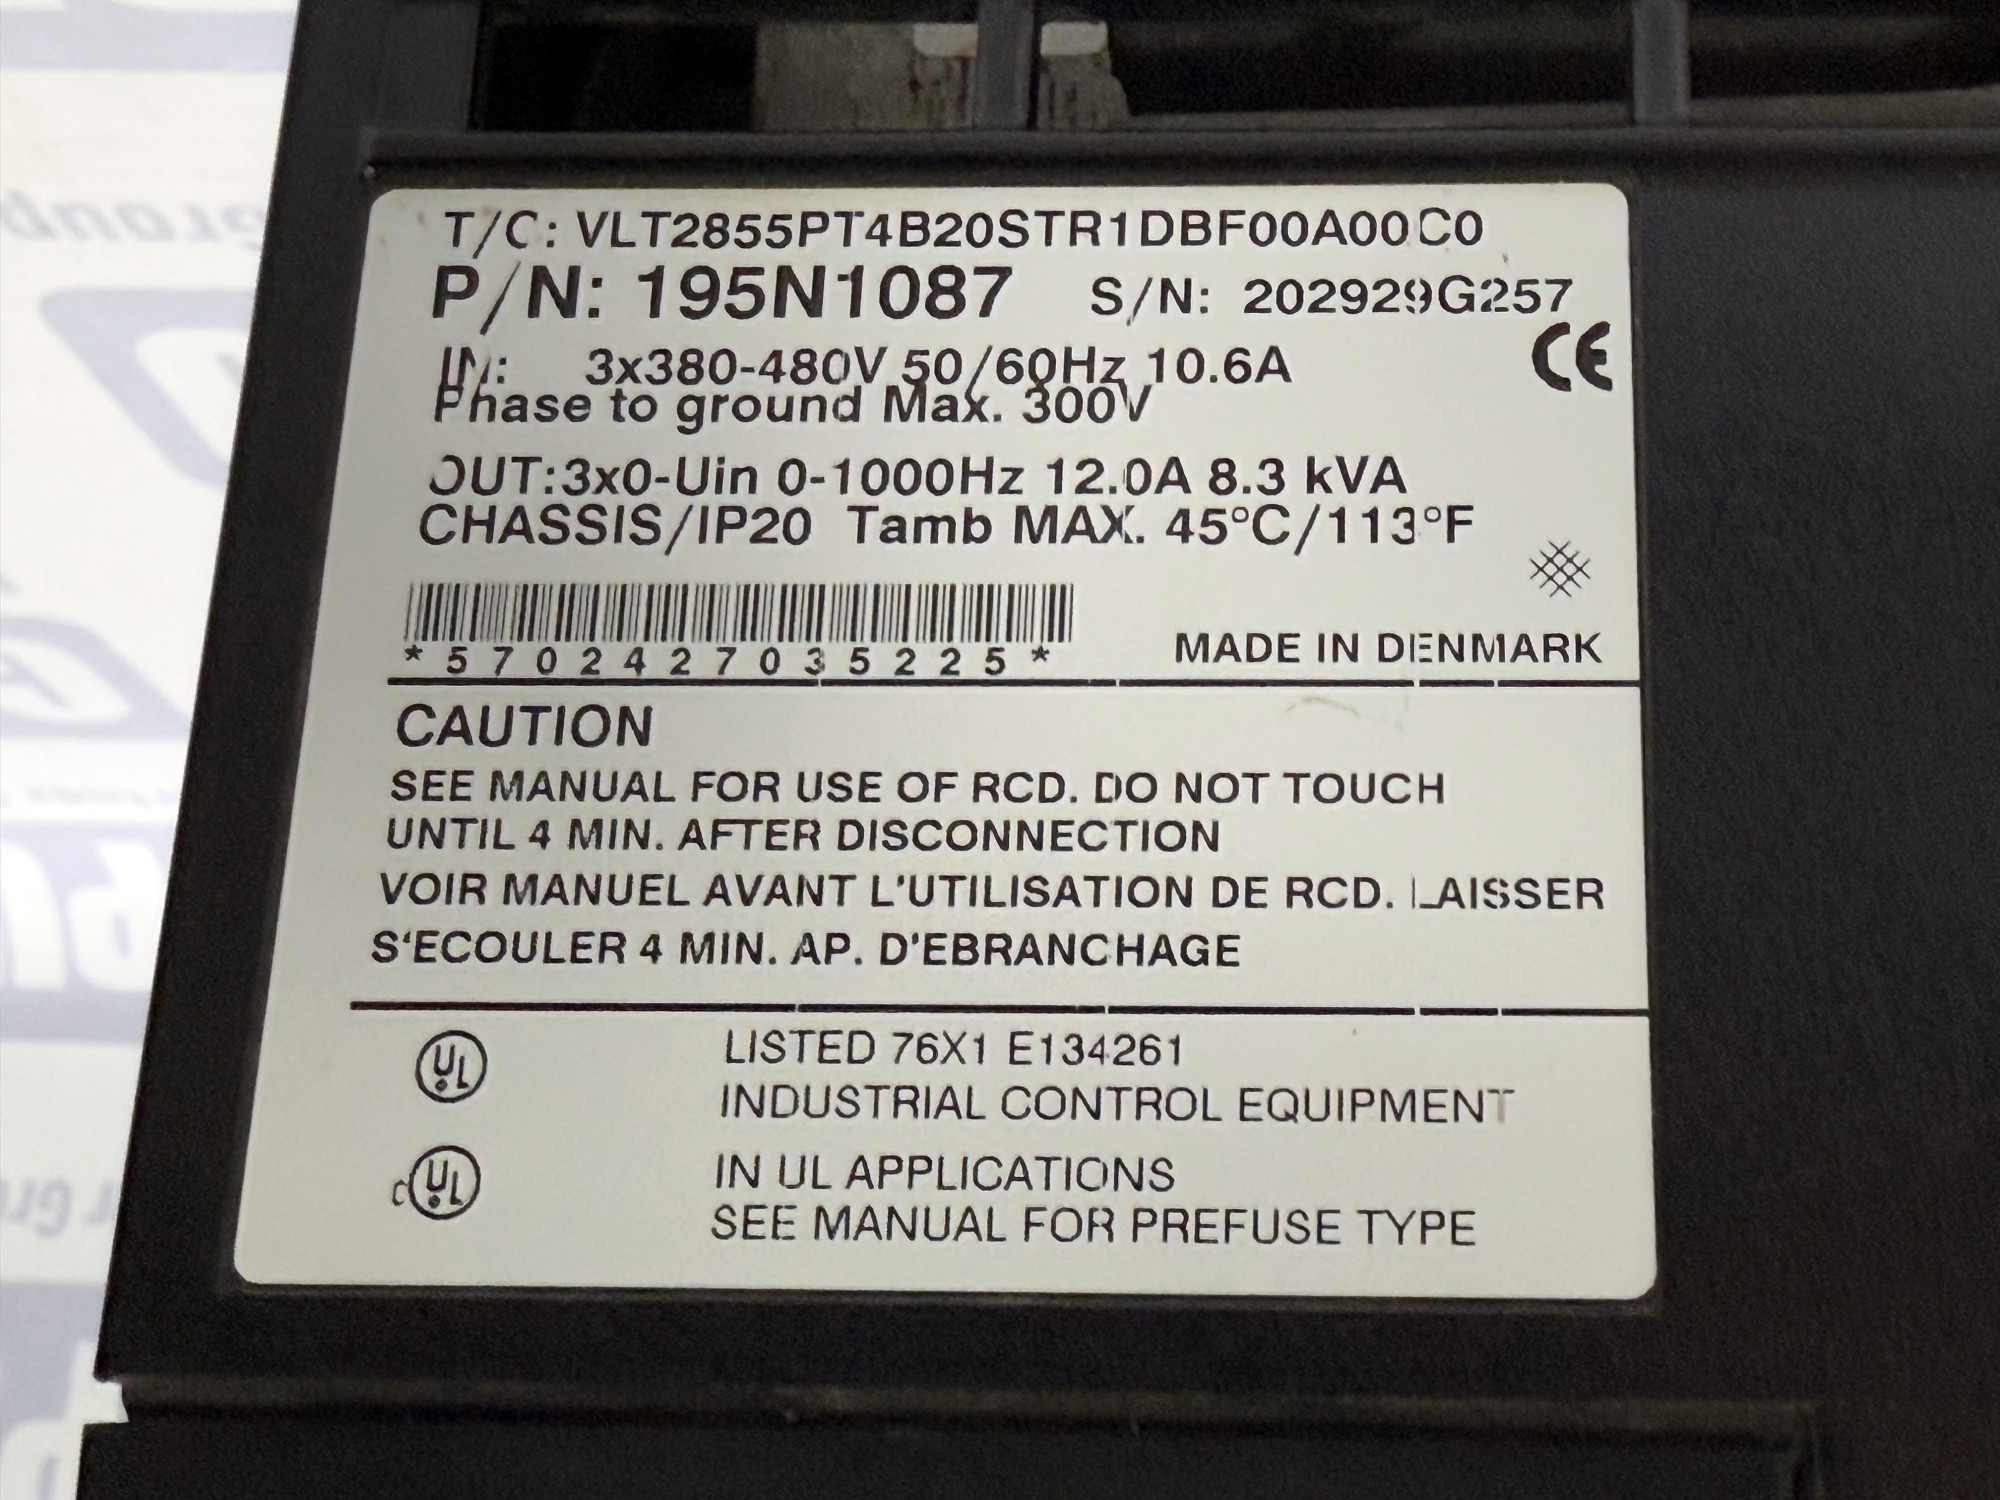 T/C: VLT2855PT4B20STR1DBF00A00C0
P/N: 195N1087 S/N: 202929G257
IN: 3x380-480V 50/60Hz 10.6A
CE
Phase to ground Max. 300V
OUT:3x0-Uin 0-1000Hz 12.0A 8.3 kVA
CHASSIS/IP20 Tamb MAX. 45°C/113°F
*5702427035225*
MADE IN DENMARK
CAUTION
SEE MANUAL FOR USE OF RCD. DO NOT TOUCH
UNTIL 4 MIN. AFTER DISCONNECTION
VOIR MANUEL AVANT L'UTILISATION DE RCD. LAISSER
S'ECOULER 4 MIN. AP. D'EBRANCHAGE
UL
LISTED 76X1 E134261
INDUSTRIAL CONTROL EQUIPMENT
c UL
IN UL APPLICATIONS
SEE MANUAL FOR PREFUSE TYPE